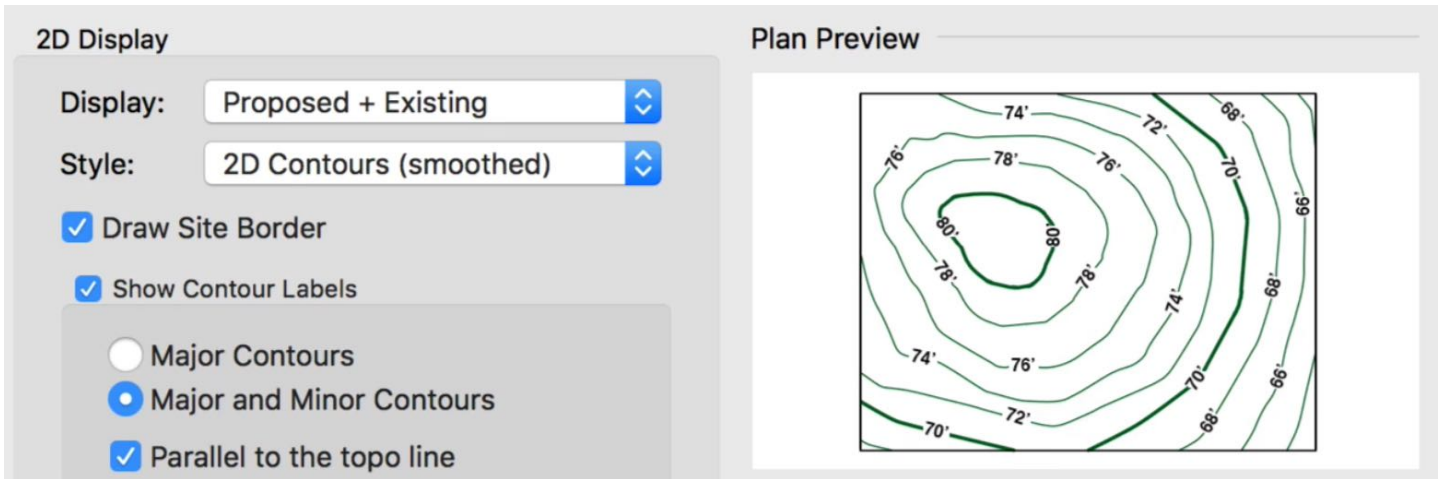 2D Display
Display: Proposed + Existing
Style: 2D Contours (smoothed)
Draw Site Border
Show Contour Labels
Major Contours
Major and Minor Contours
Parallel to the topo line
Plan Preview
74'
68'
72'
76'
78'
76'
70'
66'
80'
80'
78'
78'
68'
74'
74'
76'
70'
66'
72'
68'
70'